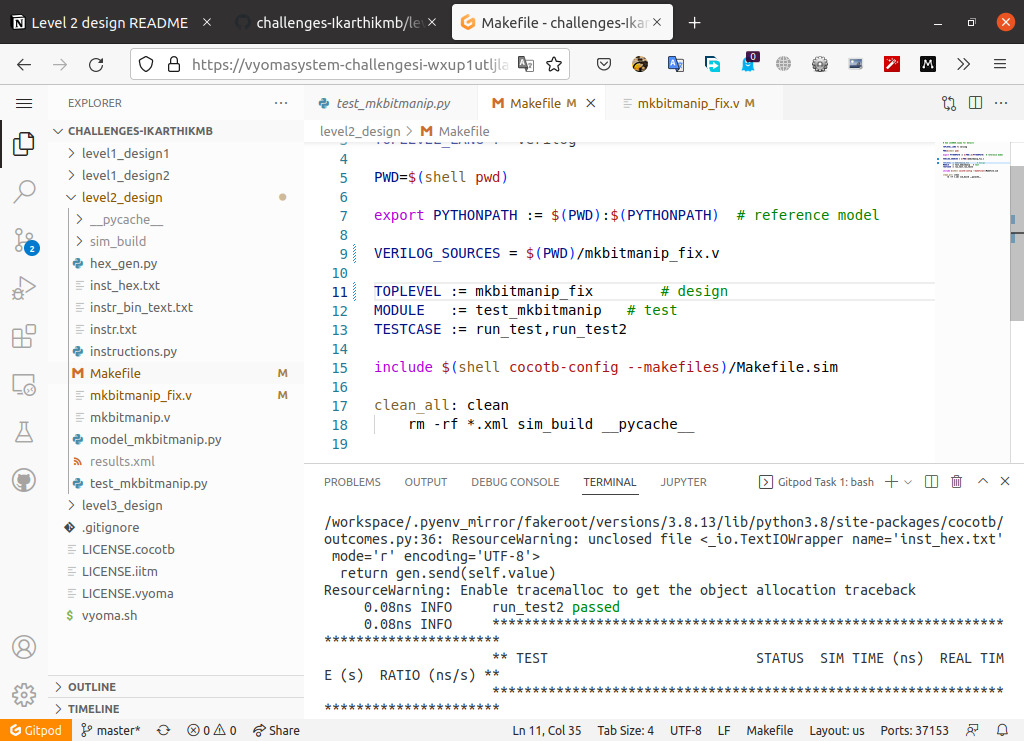 Level 2 design README
challenges-Ikarthikmb/le
Makefile - challenges-Ikar
https://vyomasystem-challengesi-wxup1utljla
0
M
EXPLORER
test_mkbitmanip.py
M Makefile M
mkbitmanip_fix.v M
CHALLENGES-IKARTHIKMB
level2_design > M Makefile
level1_design1
level1_design2
level2_design
__pycache__
sim_build
hex_gen.py
inst_hex.txt
instr_bin_text.txt
instr.txt
instructions.py
M Makefile M
mkbitmanip_fix.v M
mkbitmanip.v
model_mkbitmanip.py
results.xml
test_mkbitmanip.py
level3_design
.gitignore
LICENSE.cocotb
LICENSE.iitm
LICENSE.vyoma
$ vyoma.sh
OUTLINE
TIMELINE
2
4
5 PWD=$(shell pwd)
6
7 export PYTHONPATH := $(PWD):$(PYTHONPATH) # reference model
8
9 VERILOG_SOURCES = $(PWD)/mkbitmanip_fix.v
10
11 TOPLEVEL := mkbitmanip_fix # design
12 MODULE := test_mkbitmanip # test
13 TESTCASE := run_test,run_test2
14
15 include $(shell cocotb-config --makefiles)/Makefile.sim
16
17 clean_all: clean
18 rm -rf *.xml sim_build __pycache__
19
PROBLEMS OUTPUT DEBUG CONSOLE TERMINAL JUPYTER Gitpod Task 1: bash
/workspace/.pyenv_mirror/fakeroot/versions/3.8.13/lib/python3.8/site-packages/cocotb/
outcomes.py:36: ResourceWarning: unclosed file <_io.TextIOWrapper name='inst_hex.txt'
mode='r' encoding='UTF-8'>
return gen.send(self.value)
ResourceWarning: Enable tracemalloc to get the object allocation traceback
0.08ns INFO run_test2 passed
0.08ns INFO *************************************************************
*********************
** TEST STATUS SIM TIME (ns) REAL TIM
E (s) RATIO (ns/s) **
*************************************************************
*********************
Gitpod master* 0 0 Share Ln 11, Col 35 Tab Size: 4 UTF-8 LF Makefile Layout: us Ports: 37153